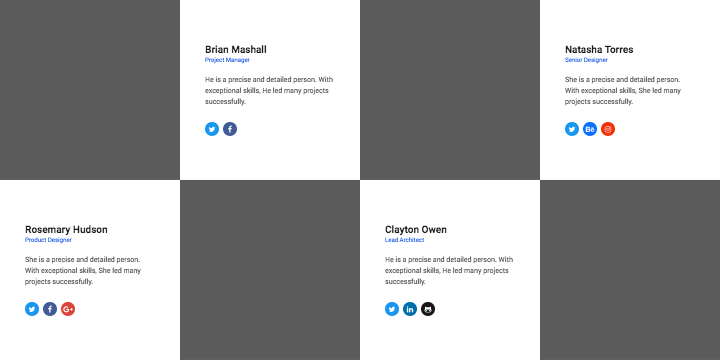 Brian Mashall
Project Manager
He is a precise and detailed person. With
exceptional skills, He led many projects
successfully.
Natasha Torres
Senior Designer
She is a precise and detailed person.
With exceptional skills, She led many
projects successfully.
Bē
Rosemary Hudson
Product Designer
She is a precise and detailed person.
With exceptional skills, She led many
projects successfully.
f
G+
Clayton Owen
Lead Architect
He is a precise and detailed person. With
exceptional skills, He led many projects
successfully.
in